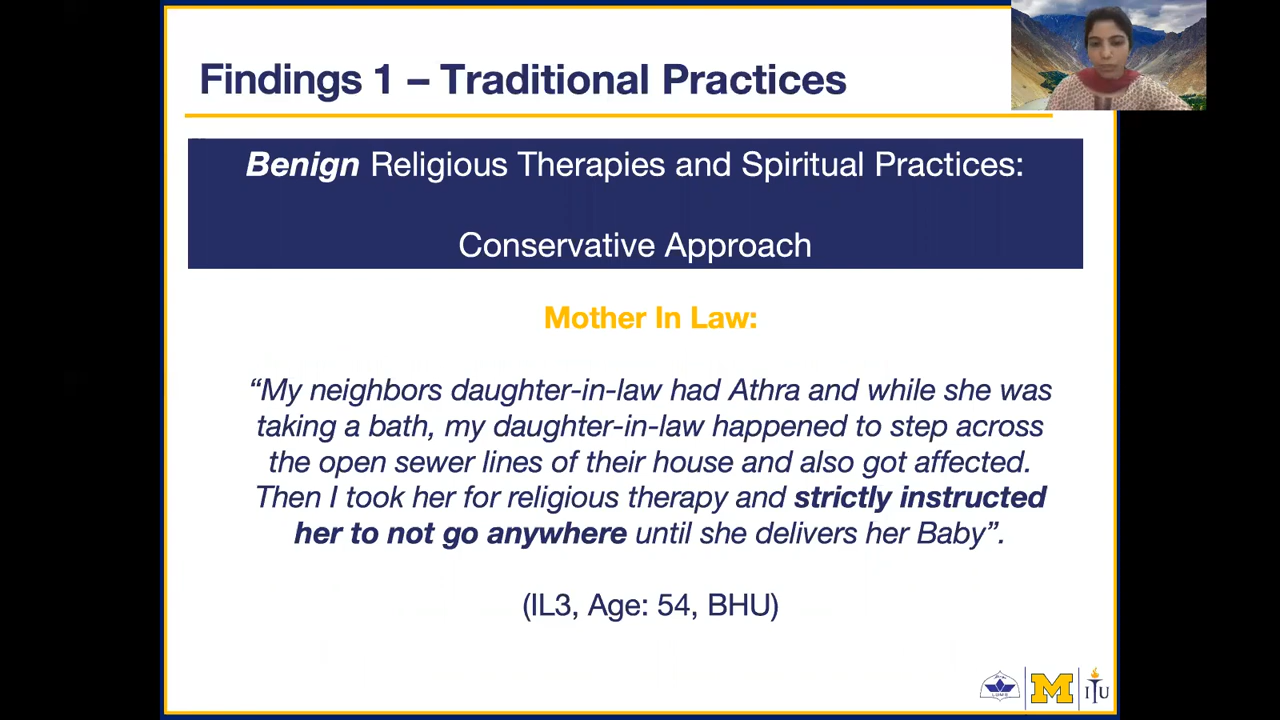 Findings 1 – Traditional Practices
Benign Religious Therapies and Spiritual Practices:
Conservative Approach
Mother In Law:
“My neighbors daughter-in-law had Athra and while she was
taking a bath, my daughter-in-law happened to step across
the open sewer lines of their house and also got affected.
Then I took her for religious therapy and strictly instructed
her to not go anywhere until she delivers her Baby”.
(IL3, Age: 54, BHU)
LUMS
M
ITU